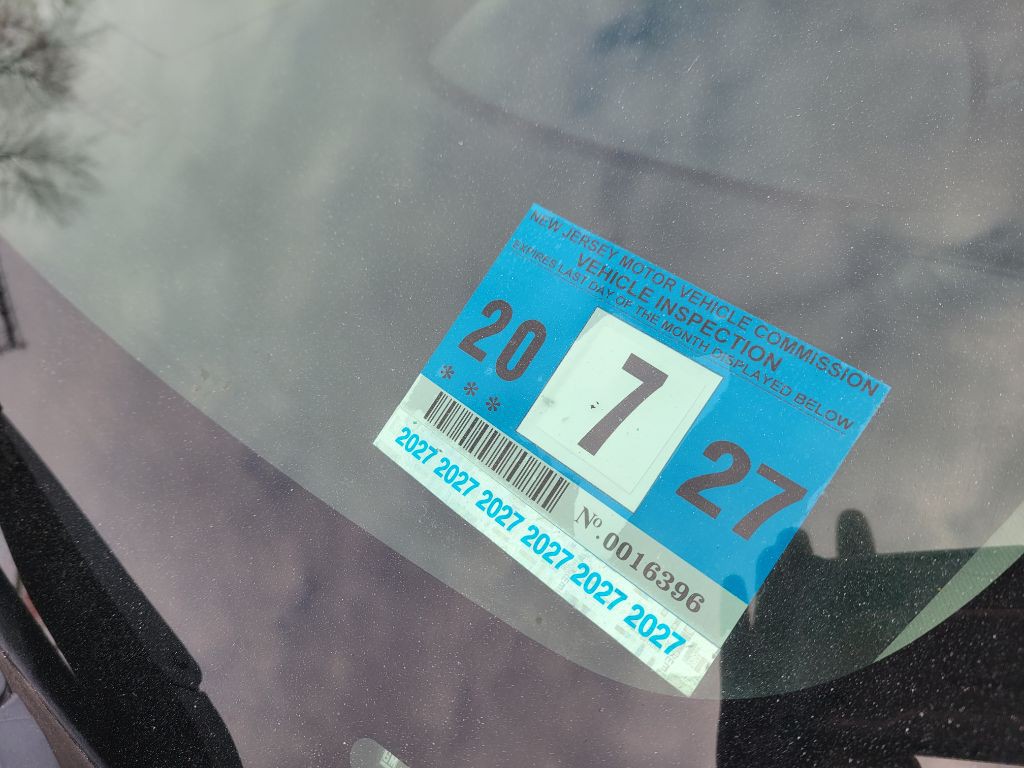 NEW JERSEY MOTOR VEHICLE COMMISSION
VEHICLE INSPECTION
EXPIRES LAST DAY OF THE MONTH DISPLAYED BELOW
20 7 27
***
No. 0016396
2027 2027 2027 2027 2027 2027